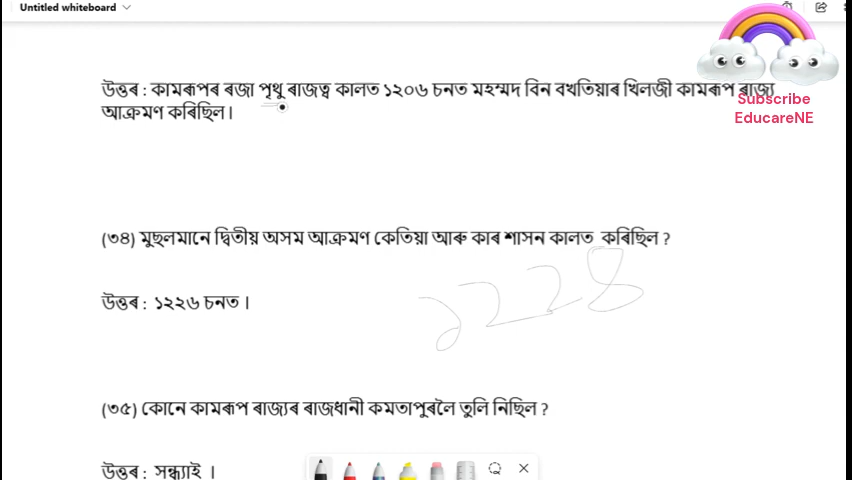 Untitled whiteboard
Subscribe
EducareNE
উত্তৰ : কামৰূপৰ ৰজা পৃথু ৰাজত্ব কালত ১২০৬ চনত মহম্মদ বিন বখতিয়াৰ খিলজী কামৰূপ ৰাজ্য
আক্রমণ কৰিছিল।
(৩৪) মুছলমানে দ্বিতীয় অসম আক্রমণ কেতিয়া আৰু কাৰ শাসন কালত কৰিছিল ?
উত্তৰ : ১২২৬ চনত ।
(৩৫) কোনে কামৰূপ ৰাজ্যৰ ৰাজধানী কমতাপুৰলৈ তুলি নিছিল ?
উত্তৰ : সন্ধ্যাই ।